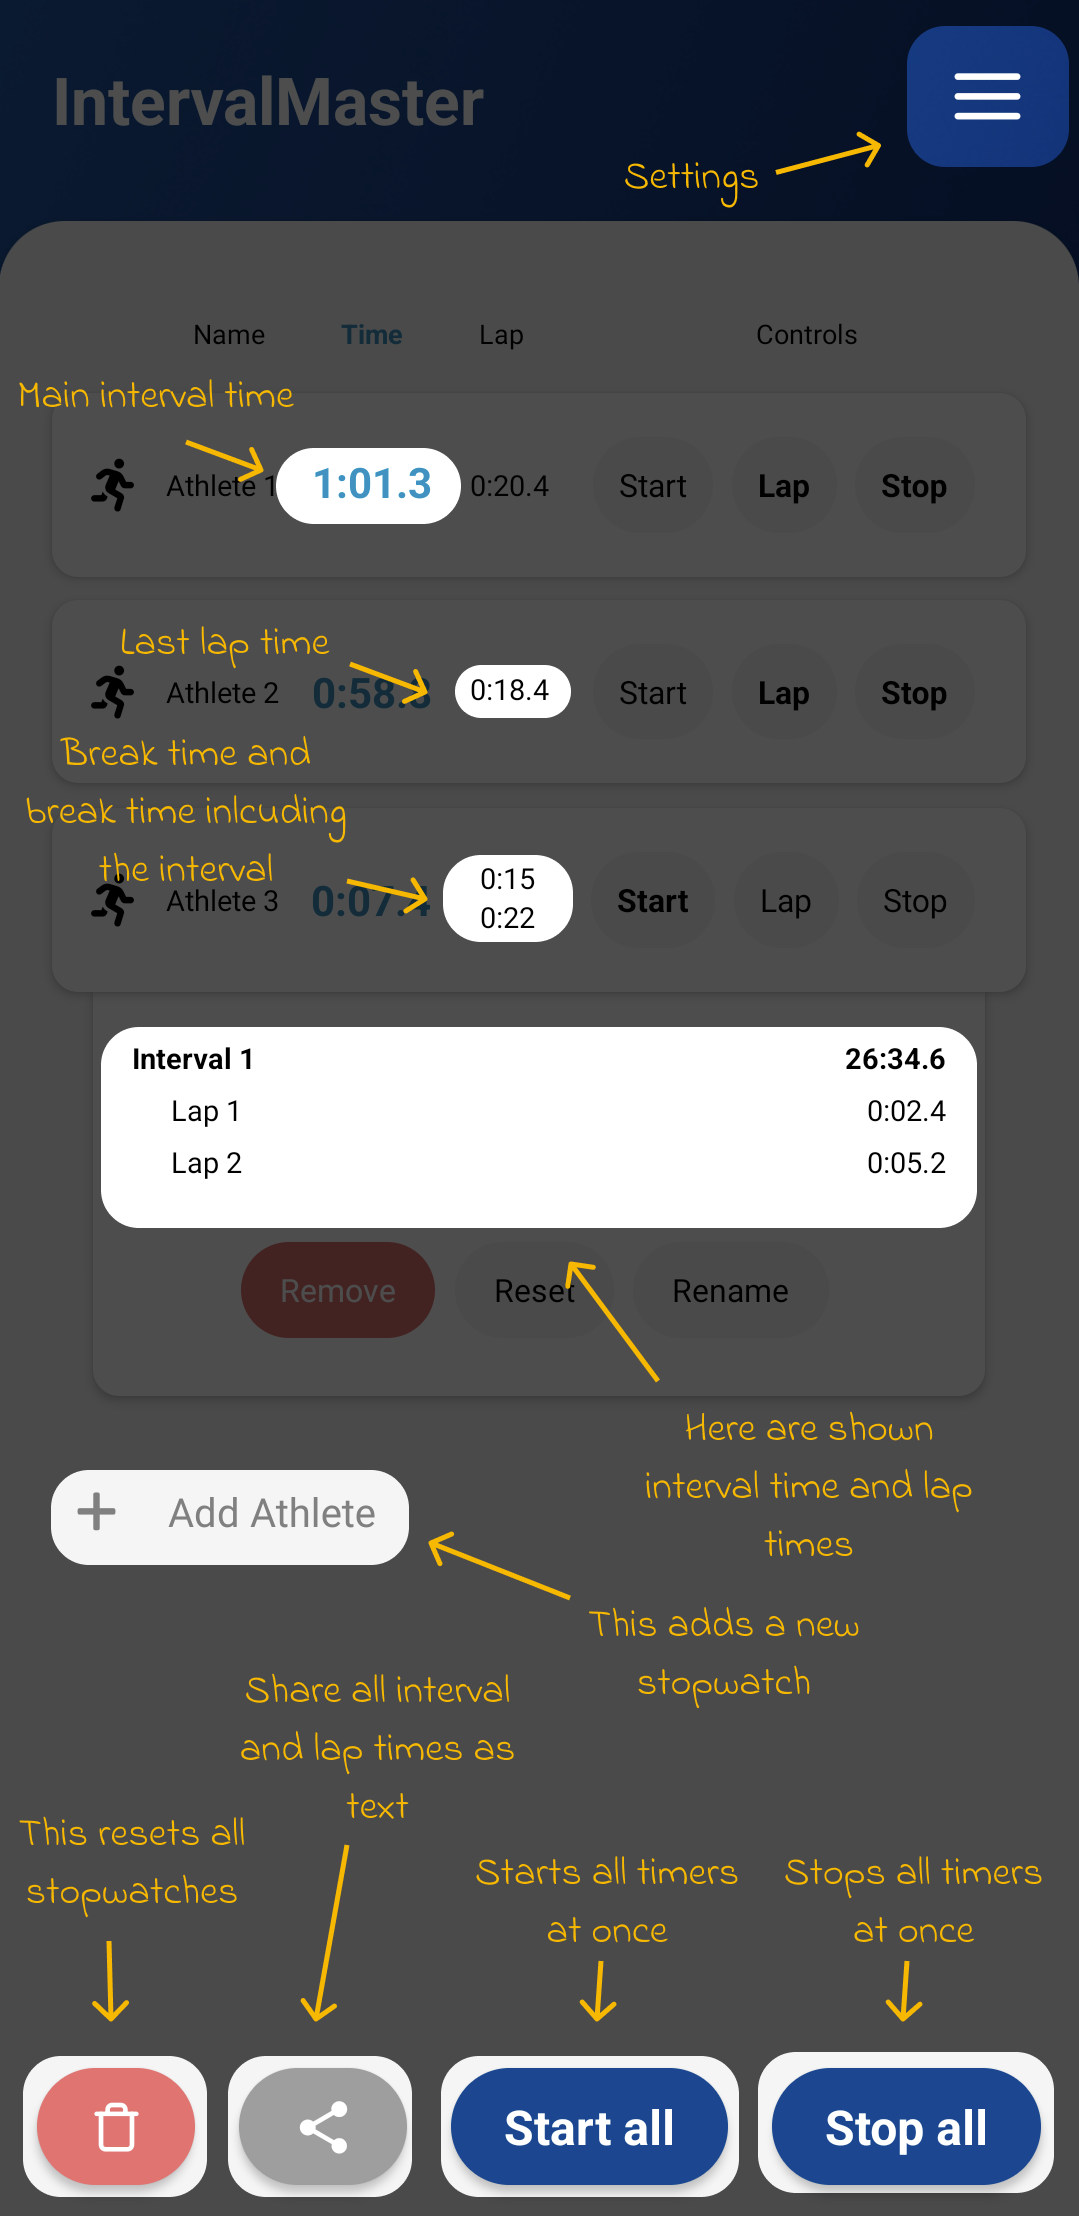 IntervalMaster
Settings
Name Time Lap Controls
Main interval time
Athlete 1 1:01.3 0:20.4 Start Lap Stop
Last lap time
Athlete 2 0:58.8 0:18.4 Start Lap Stop
Break time and
break time inlcuding
the interval
Athlete 3 0:07.4 0:15 Start Lap Stop
0:22
Interval 1 26:34.6
Lap 1 0:02.4
Lap 2 0:05.2
Remove Reset Rename
Here are shown
interval time and lap
times
Add Athlete
This adds a new
stopwatch
Share all interval
and lap times as
text
This resets all
stopwatches
Starts all timers
at once
Stops all timers
at once
Start all Stop all